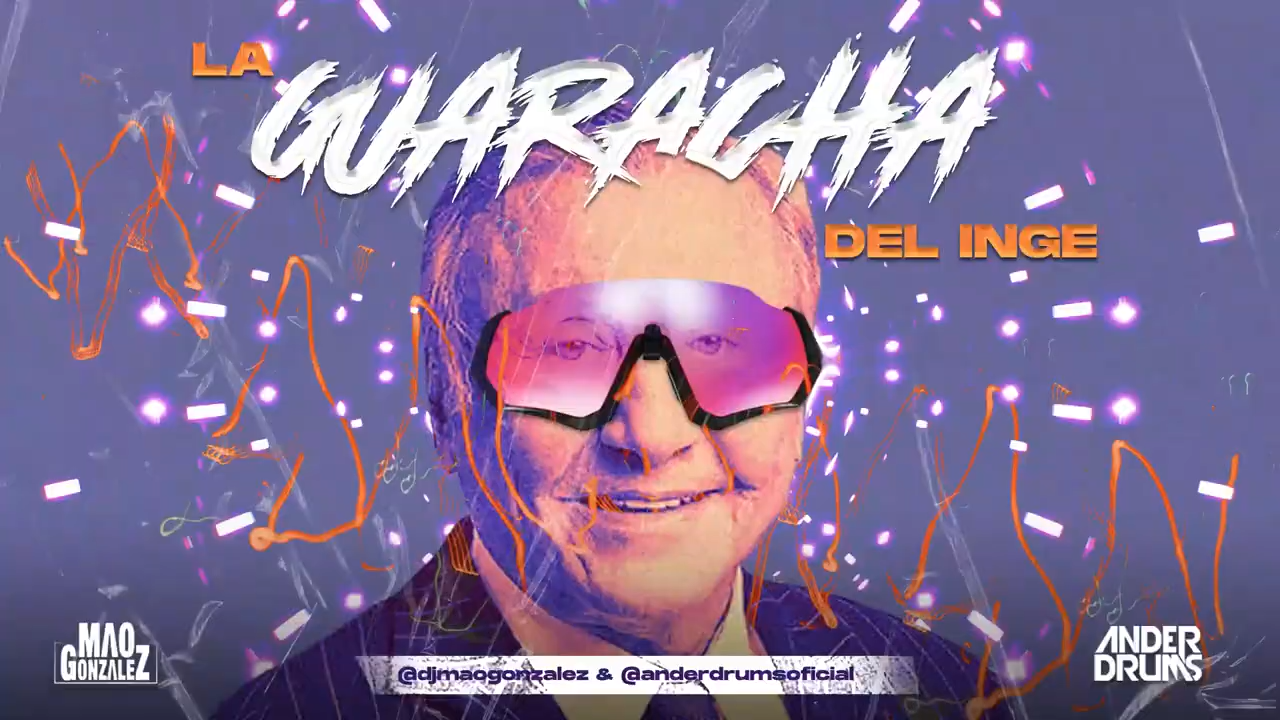 LA
GUARACHA
DEL INGE
MAO
GONZALEZ
ANDER
DRUMS
@djmaogonzalez & @anderdrumsoficial